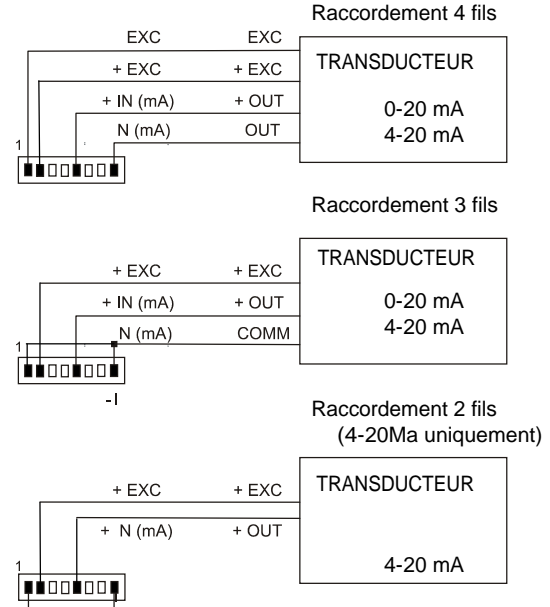 Raccordement 4 fils
EXC EXC
+ EXC + EXC
+ IN (mA) + OUT
N (mA) OUT
1
TRANSDUCTEUR
0-20 mA
4-20 mA
Raccordement 3 fils
+ EXC + EXC
+ IN (mA) + OUT
N (mA) COMM
1
-I
TRANSDUCTEUR
0-20 mA
4-20 mA
Raccordement 2 fils
(4-20Ma uniquement)
+ EXC + EXC
+ N (mA) + OUT
1
TRANSDUCTEUR
4-20 mA